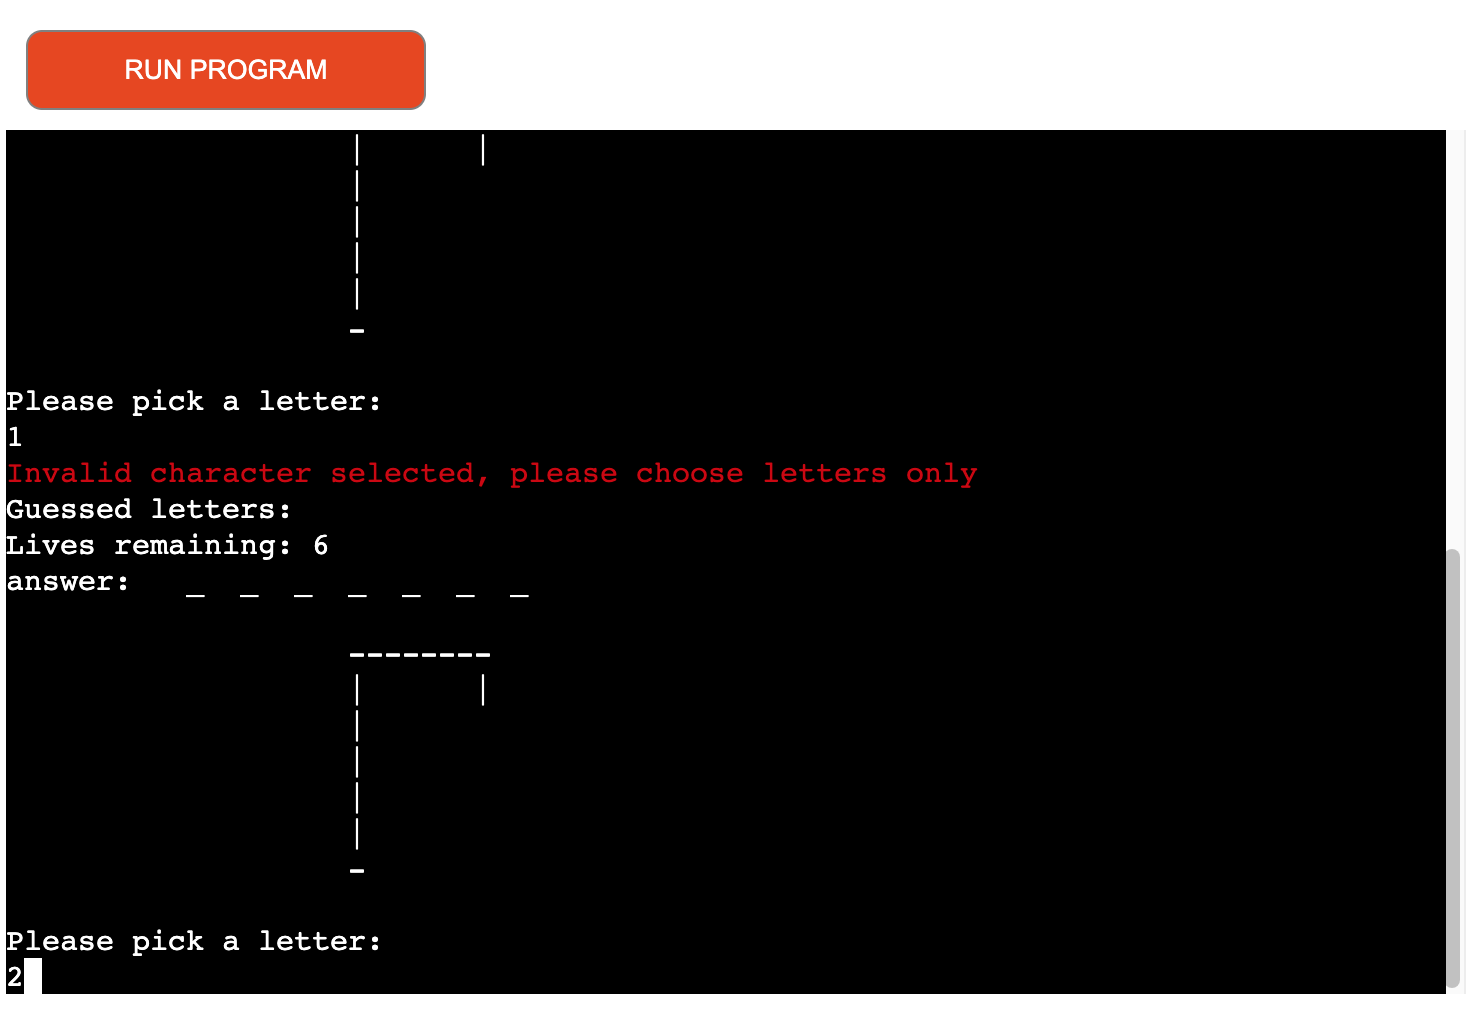 RUN PROGRAM
|      |
|
|
|
|
-
Please pick a letter:
1
Invalid character selected, please choose letters only
Guessed letters:
Lives remaining: 6
answer:   _  _  _  _  _  _  _
--------
|      |
|
|
|
|
-
Please pick a letter:
2